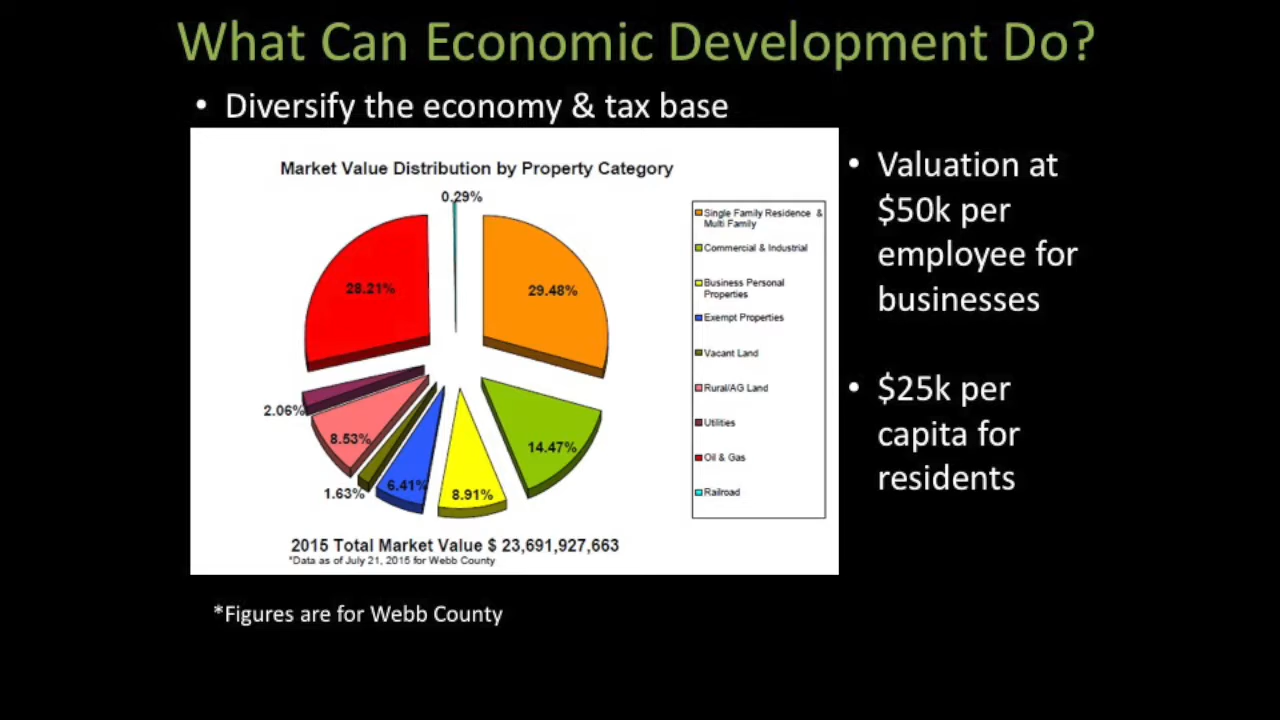 What Can Economic Development Do?
• Diversify the economy & tax base
Market Value Distribution by Property Category
0.29%
28.21%
29.48%
2.06%
8.53%
1.63%
6.41%
8.91%
14.47%
Single Family Residence &
Multi Family
Commercial & Industrial
Business Personal
Properties
Exempt Properties
Vacant Land
Rural/AG Land
Utilities
Oil & Gas
Railroad
2015 Total Market Value $ 23,691,927,663
*Data as of July 21, 2015 for Webb County
• Valuation at
$50k per
employee for
businesses
• $25k per
capita for
residents
*Figures are for Webb County